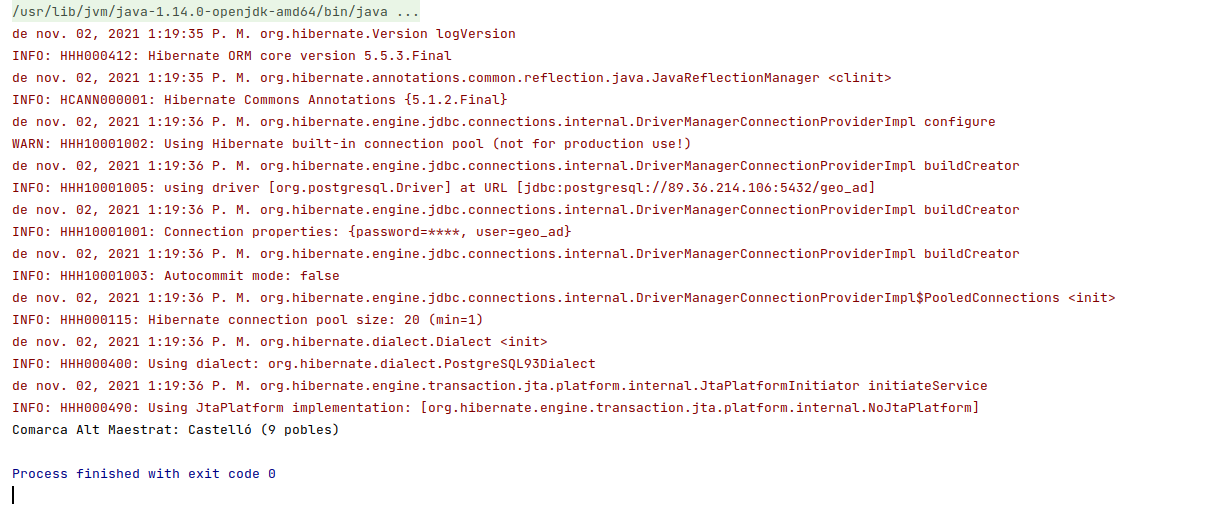 /usr/lib/jvm/java-1.14.0-openjdk-amd64/bin/java ...
de nov. 02, 2021 1:19:35 P. M. org.hibernate.Version logVersion
INFO: HHH000412: Hibernate ORM core version 5.5.3.Final
de nov. 02, 2021 1:19:35 P. M. org.hibernate.annotations.common.reflection.java.JavaReflectionManager <clinit>
INFO: HCANN000001: Hibernate Commons Annotations {5.1.2.Final}
de nov. 02, 2021 1:19:36 P. M. org.hibernate.engine.jdbc.connections.internal.DriverManagerConnectionProviderImpl configure
WARN: HHH10001002: Using Hibernate built-in connection pool (not for production use!)
de nov. 02, 2021 1:19:36 P. M. org.hibernate.engine.jdbc.connections.internal.DriverManagerConnectionProviderImpl buildCreator
INFO: HHH10001005: using driver [org.postgresql.Driver] at URL [jdbc:postgresql://89.36.214.106:5432/geo_ad]
de nov. 02, 2021 1:19:36 P. M. org.hibernate.engine.jdbc.connections.internal.DriverManagerConnectionProviderImpl buildCreator
INFO: HHH10001001: Connection properties: {password=****, user=geo_ad}
de nov. 02, 2021 1:19:36 P. M. org.hibernate.engine.jdbc.connections.internal.DriverManagerConnectionProviderImpl buildCreator
INFO: HHH10001003: Autocommit mode: false
de nov. 02, 2021 1:19:36 P. M. org.hibernate.engine.jdbc.connections.internal.DriverManagerConnectionProviderImpl$PooledConnections <init>
INFO: HHH000115: Hibernate connection pool size: 20 (min=1)
de nov. 02, 2021 1:19:36 P. M. org.hibernate.dialect.Dialect <init>
INFO: HHH000400: Using dialect: org.hibernate.dialect.PostgreSQL93Dialect
de nov. 02, 2021 1:19:36 P. M. org.hibernate.engine.transaction.jta.platform.internal.JtaPlatformInitiator initiateService
INFO: HHH000490: Using JtaPlatform implementation: [org.hibernate.engine.transaction.jta.platform.internal.NoJtaPlatform]
Comarca Alt Maestrat: Castelló (9 pobles)
Process finished with exit code 0